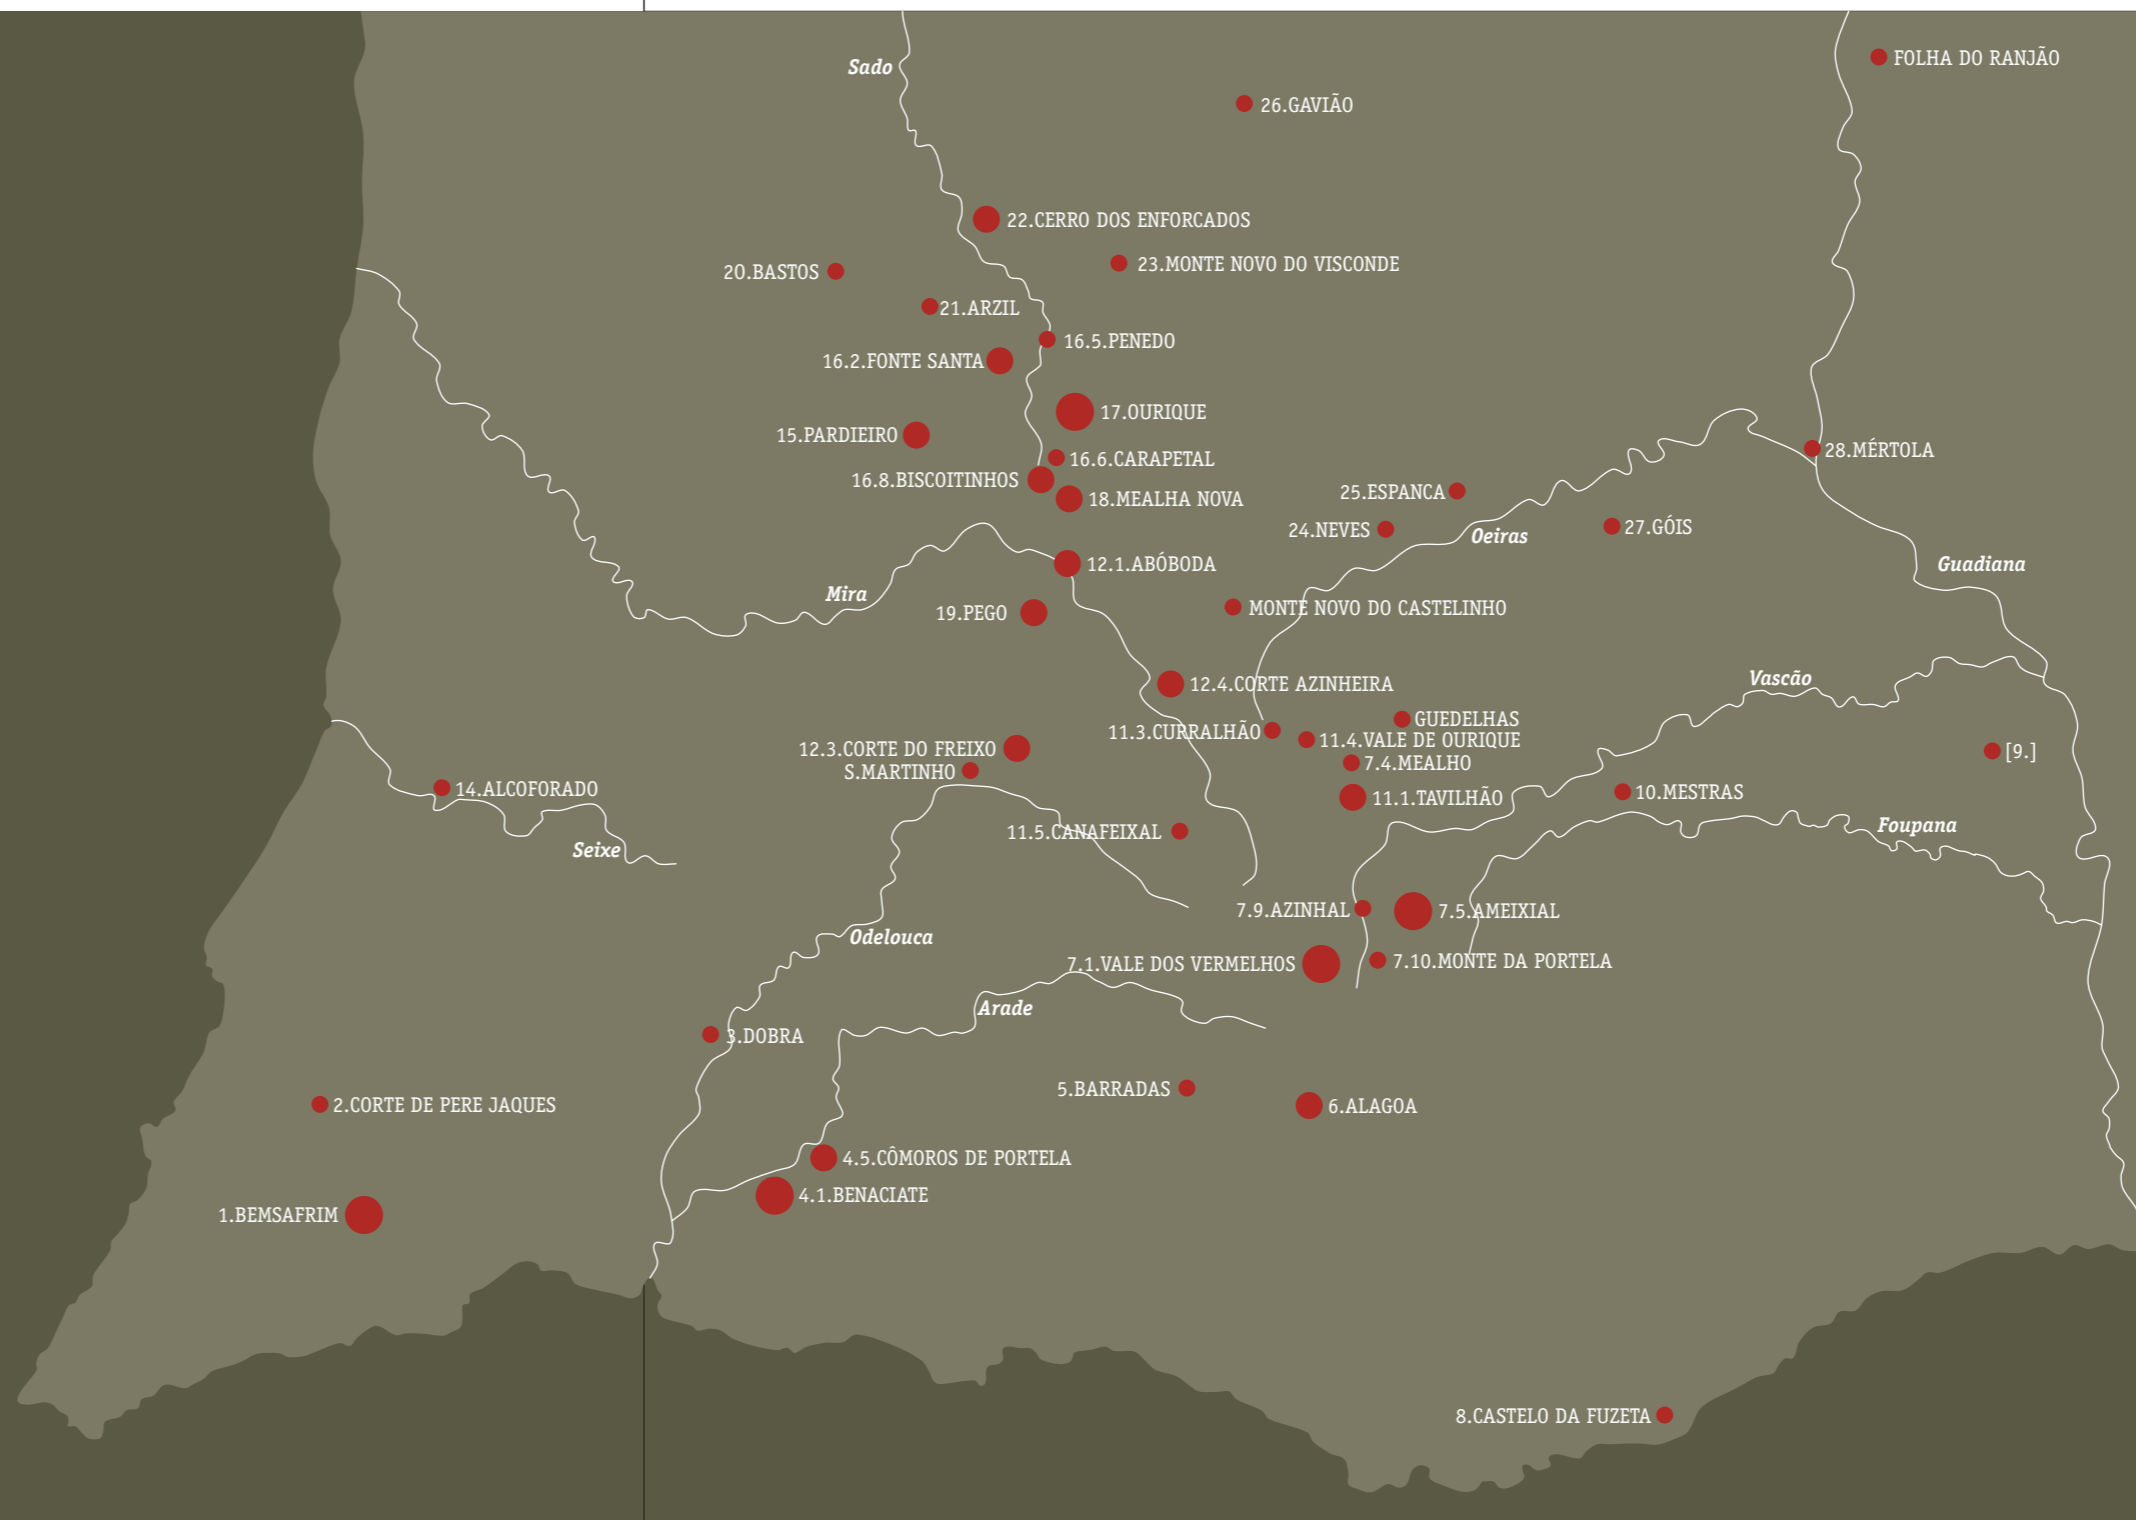 FOLHA DO RANJÃO
Sado
26.GAVIÃO
22.CERRO DOS ENFORCADOS
23.MONTE NOVO DO VISCONDE
20.BASTOS
21.ARZIL
16.5.PENEDO
16.2.FONTE SANTA
17.OURIQUE
15.PARDIEIRO
28.MÉRTOLA
16.6.CARAPETAL
16.8.BISCOITINHOS
25.ESPANCA
18.MEALHA NOVA
27.GÓIS
24.NEVES
Oeiras
12.1.ABÓBODA
Guadiana
Mira
MONTE NOVO DO CASTELINHO
19.PEGO
Vascão
12.4.CORTE AZINHEIRA
GUEDELHAS
11.3.CURRALHÃO
11.4.VALE DE OURIQUE
12.3.CORTE DO FREIXO
[9.]
7.4.MEALHO
S.MARTINHO
14.ALCOFORADO
10.MESTRAS
11.1.TAVILHÃO
Foupana
11.5.CANAFEIXAL
Seixe
7.9.AZINHAL
7.5.AMEIXIAL
Odelouca
7.10.MONTE DA PORTELA
7.1.VALE DOS VERMELHOS
Arade
3.DOBRA
5.BARRADAS
2.CORTE DE PERE JAQUES
6.ALAGOA
4.5.CÔMOROS DE PORTELA
4.1.BENACIATE
1.BEMSAFRIM
8.CASTELO DA FUZETA